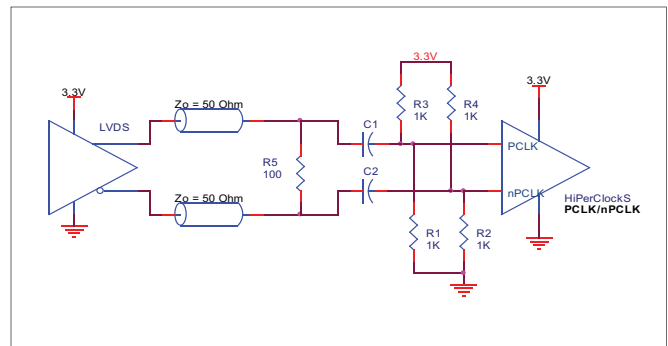 3.3V
LVDS
Zo = 50 Ohm
Zo = 50 Ohm
R5
100
C1
C2
3.3V
R3
1K
R4
1K
R1
1K
R2
1K
3.3V
PCLK
nPCLK
HiPerClockS
PCLK/nPCLK